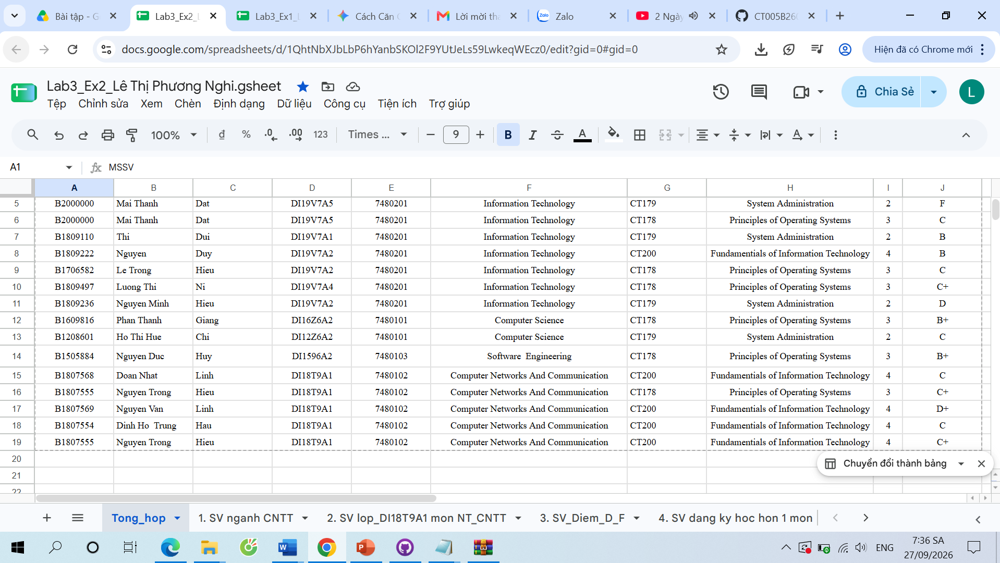 Bài tập - G
Lab3_Ex2_L
Lab3_Ex1_L
Cách Căn C
Lời mời tha
Zalo
Zalo
2 Ngày
CT005B260
docs.google.com/spreadsheets/d/1QhtNbXJbLbP6hYanbSKOl2F9YUtJeLs59LwkeqWEcz0/edit?gid=0#gid=0
Hiện đã có Chrome mới
Lab3_Ex2_Lê Thị Phương Nghi.gsheet
Tệp Chỉnh sửa Xem Chèn Định dạng Dữ liệu Công cụ Tiện ích Trợ giúp
Chia Sẻ
L
100% đ % .0 .00 123 Times ... 9 B I A
A1 MSSV
A B C D E F G H I J
5 B2000000 Mai Thanh Dat DI19V7A5 7480201 Information Technology CT179 System Administration 2 F
6 B2000000 Mai Thanh Dat DI19V7A5 7480201 Information Technology CT178 Principles of Operating Systems 3 C
7 B1809110 Thi Dui DI19V7A1 7480201 Information Technology CT179 System Administration 2 B
8 B1809222 Nguyen Duy DI19V7A2 7480201 Information Technology CT200 Fundamentials of Information Technology 4 B
9 B1706582 Le Trong Hieu DI19V7A2 7480201 Information Technology CT178 Principles of Operating Systems 3 C
10 B1809497 Luong Thi Ni DI19V7A4 7480201 Information Technology CT178 Principles of Operating Systems 3 C+
11 B1809236 Nguyen Minh Hieu DI19V7A2 7480201 Information Technology CT179 System Administration 2 D
12 B1609816 Phan Thanh Giang DI16Z6A2 7480101 Computer Science CT178 Principles of Operating Systems 3 B+
13 B1208601 Ho Thi Hue Chi DI12Z6A2 7480101 Computer Science CT179 System Administration 2 C
14 B1505884 Nguyen Duc Huy DI1596A2 7480103 Software  Engineering CT178 Principles of Operating Systems 3 B+
15 B1807568 Doan Nhat Linh DI18T9A1 7480102 Computer Networks And Communication CT200 Fundamentials of Information Technology 4 C
16 B1807555 Nguyen Trong Hieu DI18T9A1 7480102 Computer Networks And Communication CT178 Principles of Operating Systems 3 C+
17 B1807569 Nguyen Van Linh DI18T9A1 7480102 Computer Networks And Communication CT200 Fundamentials of Information Technology 4 D+
18 B1807554 Dinh Ho  Trung Hau DI18T9A1 7480102 Computer Networks And Communication CT200 Fundamentials of Information Technology 4 C
19 B1807555 Nguyen Trong Hieu DI18T9A1 7480102 Computer Networks And Communication CT200 Fundamentials of Information Technology 4 C+
20
Chuyển đổi thành bảng
21
22
Tong_hop 1. SV nganh CNTT 2. SV lop_DI18T9A1 mon NT_CNTT 3. SV_Diem_D_F 4. SV dang ky hoc hon 1 mon
ENG
7:36 SA
27/09/2026